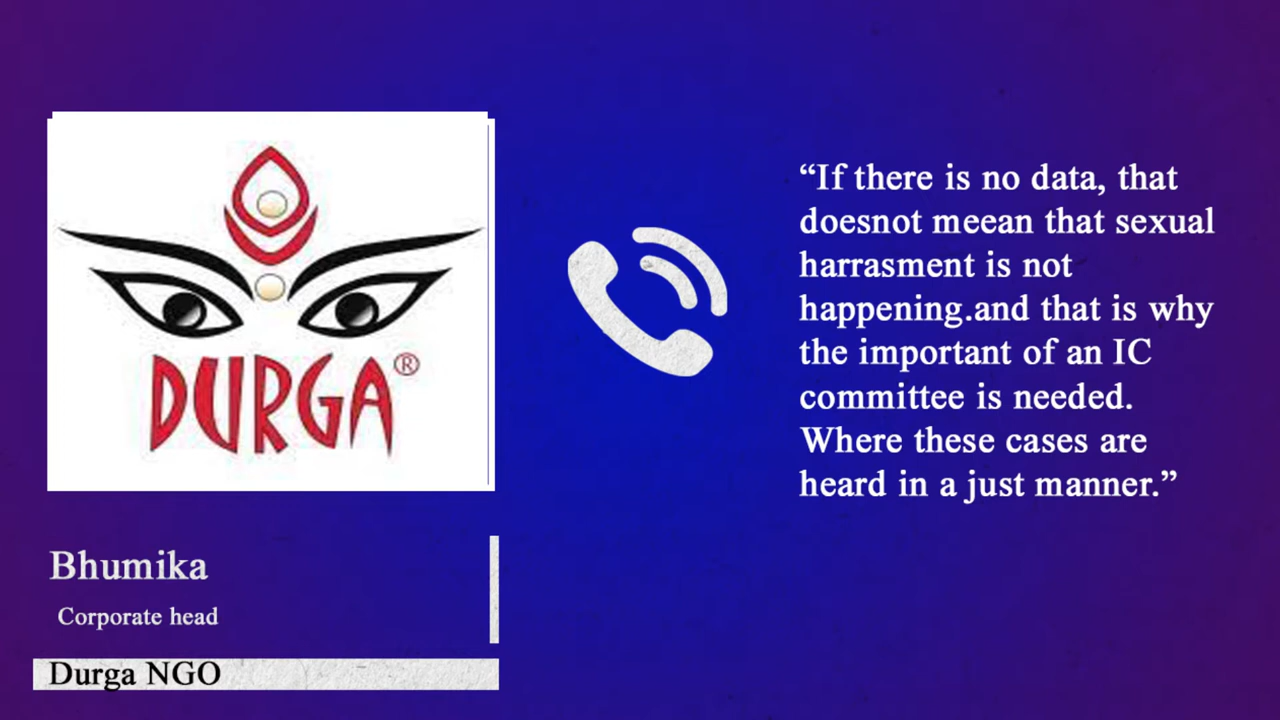 DURGA®
Bhumika
Corporate head
Durga NGO
“If there is no data, that
doesnot meean that sexual
harrasment is not
happening.and that is why
the important of an IC
committee is needed.
Where these cases are
heard in a just manner.”